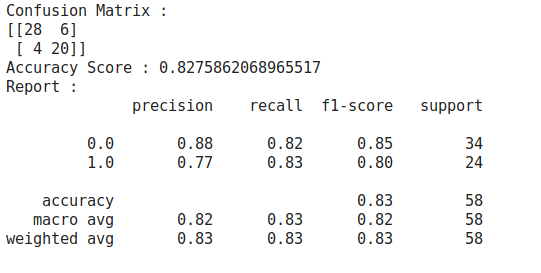 Confusion Matrix :
[[28  6]
 [ 4 20]]
Accuracy Score : 0.8275862068965517
Report :
              precision    recall  f1-score   support

         0.0       0.88      0.82      0.85        34
         1.0       0.77      0.83      0.80        24

    accuracy                           0.83        58
   macro avg       0.82      0.83      0.82        58
weighted avg       0.83      0.83      0.83        58